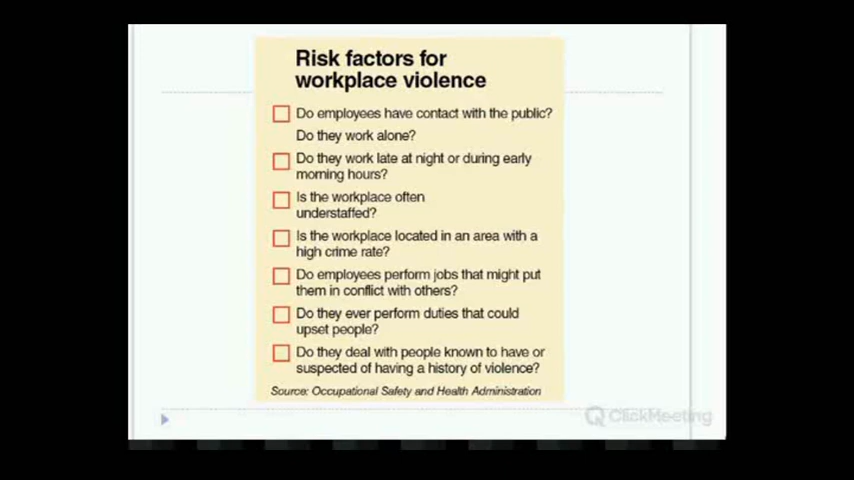 Risk factors for
workplace violence
Do employees have contact with the public?
Do they work alone?
Do they work late at night or during early
morning hours?
Is the workplace often
understaffed?
Is the workplace located in an area with a
high crime rate?
Do employees perform jobs that might put
them in conflict with others?
Do they ever perform duties that could
upset people?
Do they deal with people known to have or
suspected of having a history of violence?
Source: Occupational Safety and Health Administration
ClickMeeting